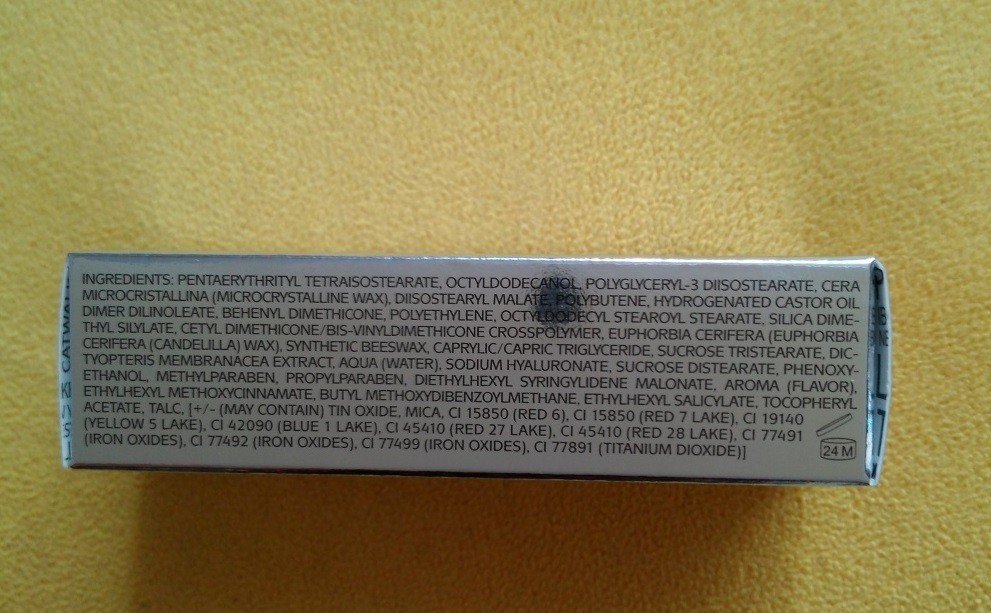 INGREDIENTS: PENTAERYTHRITYL TETRAISOSTEARATE, OCTYLDODECANOL, POLYGLYCERYL-3 DIISOSTEARATE, CERA
MICROCRISTALLINA (MICROCRYSTALLINE WAX), DIISOSTEARYL MALATE, POLYBUTENE, HYDROGENATED CASTOR OIL
DIMER DILINOLEATE, BEHENYL DIMETHICONE, POLYETHYLENE, OCTYLDODECYL STEAROYL STEARATE, SILICA DIME-
THYL SILYLATE, CETYL DIMETHICONE/BIS-VINYLDIMETHICONE CROSSPOLYMER, EUPHORBIA CERIFERA (EUPHORBIA
CERIFERA (CANDELILLA) WAX), SYNTHETIC BEESWAX, CAPRYLIC/CAPRIC TRIGLYCERIDE, SUCROSE TRISTEARATE, DIC-
TYOPTERIS MEMBRANACEA EXTRACT, AQUA (WATER), SODIUM HYALURONATE, SUCROSE DISTEARATE, PHENOXY-
ETHANOL, METHYLPARABEN, PROPYLPARABEN, DIETHYLHEXYL SYRINGYLIDENE MALONATE, AROMA (FLAVOR),
ETHYLHEXYL METHOXYCINNAMATE, BUTYL METHOXYDIBENZOYLMETHANE, ETHYLHEXYL SALICYLATE, TOCOPHERYL
ACETATE, TALC, [+/- (MAY CONTAIN) TIN OXIDE, MICA, CI 15850 (RED 6), CI 15850 (RED 7 LAKE), CI 19140
(YELLOW 5 LAKE), CI 42090 (BLUE 1 LAKE), CI 45410 (RED 27 LAKE), CI 45410 (RED 28 LAKE), CI 77491
(IRON OXIDES), CI 77492 (IRON OXIDES), CI 77499 (IRON OXIDES), CI 77891 (TITANIUM DIOXIDE)]
24 M